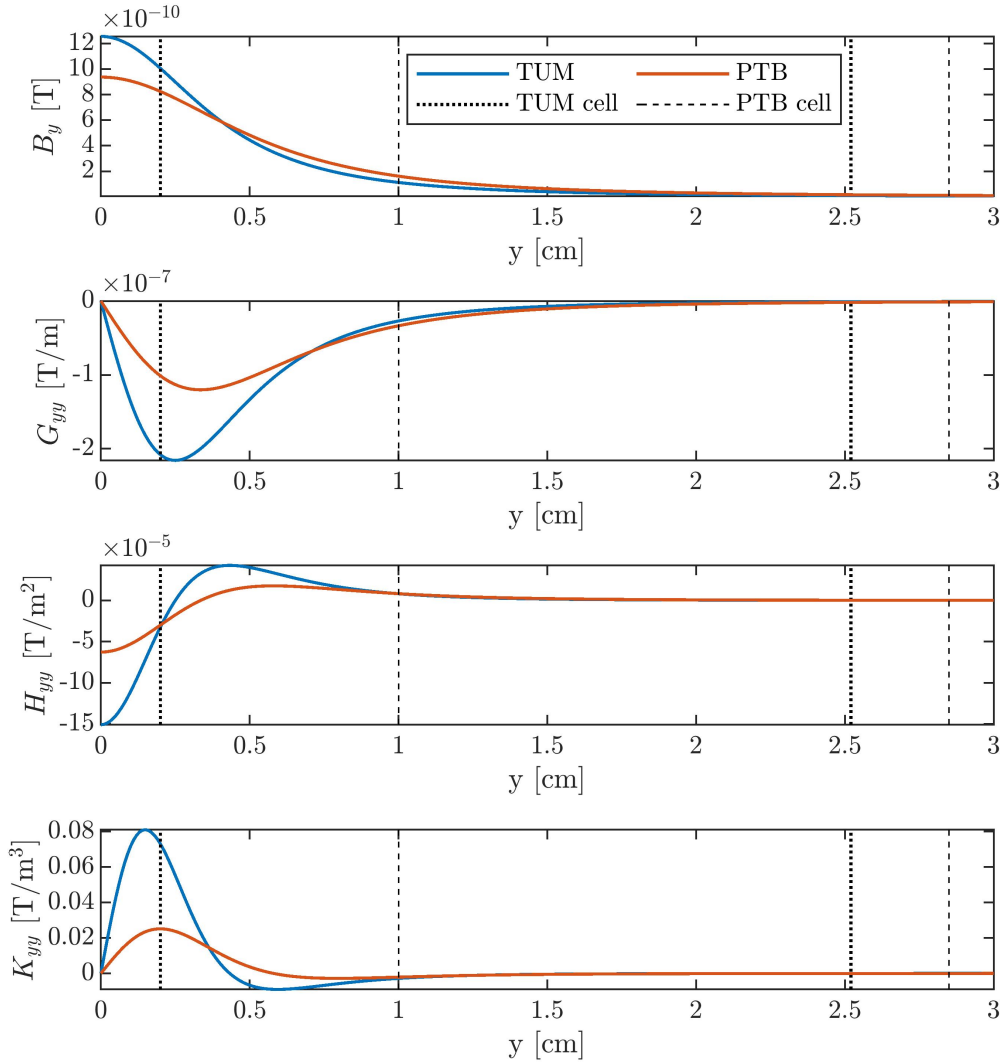 ×10⁻¹⁰
12
10
8
6
4
2
B_y [T]
TUM
PTB
TUM cell
PTB cell
0 0.5 1 1.5 2 2.5 3
y [cm]
×10⁻⁷
0
-1
-2
G_yy [T/m]
0 0.5 1 1.5 2 2.5 3
y [cm]
×10⁻⁵
0
-5
-10
-15
H_yy [T/m²]
0 0.5 1 1.5 2 2.5 3
y [cm]
0.08
0.06
0.04
0.02
0
K_yy [T/m³]
0 0.5 1 1.5 2 2.5 3
y [cm]